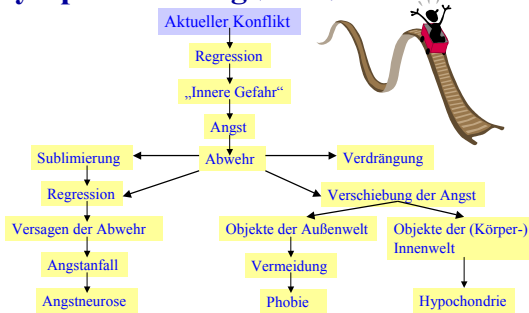 Aktueller Konflikt
Regression
„Innere Gefahr“
Angst
Sublimierung
Abwehr
Verdrängung
Regression
Verschiebung der Angst
Versagen der Abwehr
Objekte der Außenwelt
Objekte der (Körper-)
Innenwelt
Angstanfall
Vermeidung
Angstneurose
Phobie
Hypochondrie